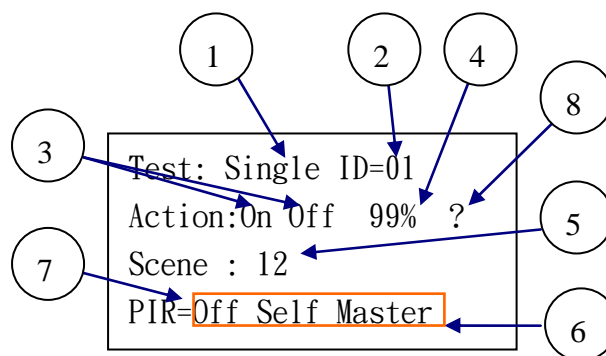 1
2
4
8
3
Test: Single ID=01
Action:On Off 99% ?
5
Scene : 12
7
PIR=Off Self Master
6